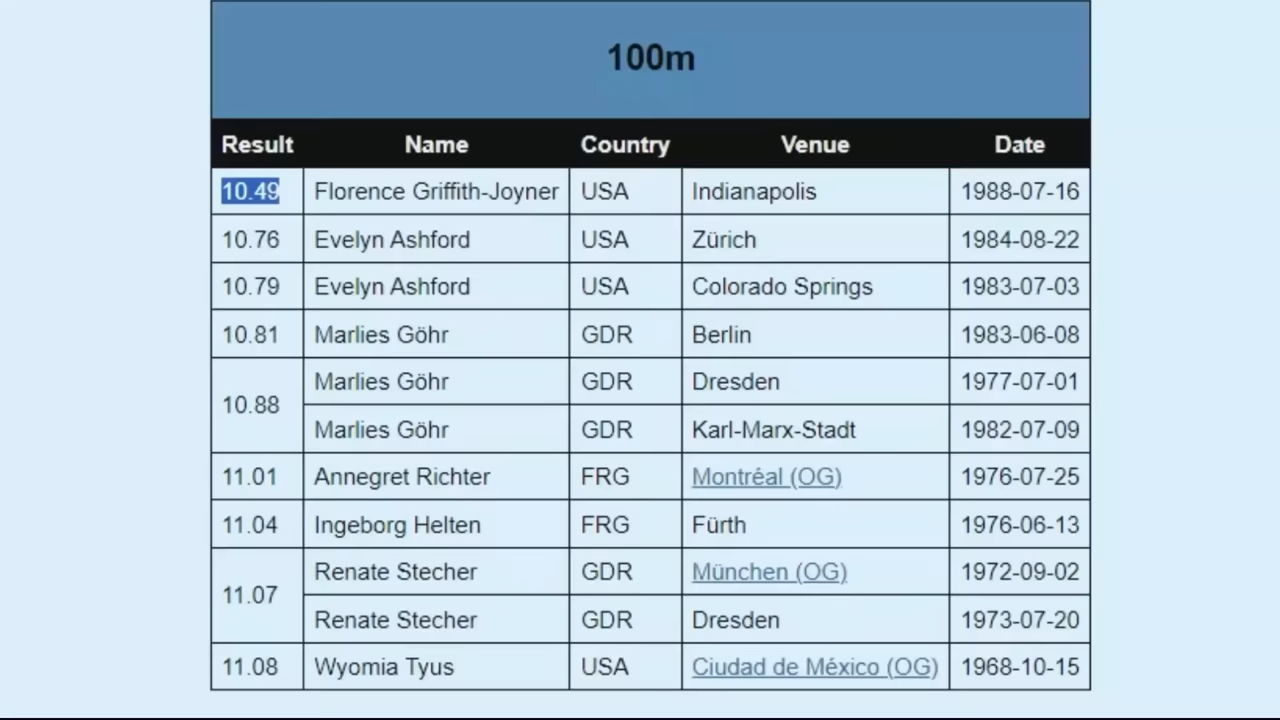 100m
Result Name Country Venue Date
10.49 Florence Griffith-Joyner USA Indianapolis 1988-07-16
10.76 Evelyn Ashford USA Zürich 1984-08-22
10.79 Evelyn Ashford USA Colorado Springs 1983-07-03
10.81 Marlies Göhr GDR Berlin 1983-06-08
10.88 Marlies Göhr GDR Dresden 1977-07-01
Marlies Göhr GDR Karl-Marx-Stadt 1982-07-09
11.01 Annegret Richter FRG Montréal (OG) 1976-07-25
11.04 Ingeborg Helten FRG Fürth 1976-06-13
11.07 Renate Stecher GDR München (OG) 1972-09-02
Renate Stecher GDR Dresden 1973-07-20
11.08 Wyomia Tyus USA Ciudad de México (OG) 1968-10-15